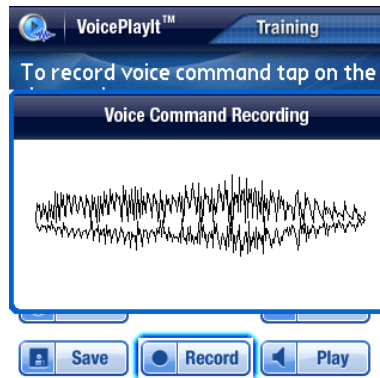 VoicePlayIt™
Training
To record voice command tap on the
Voice Command Recording
Save
Record
Play